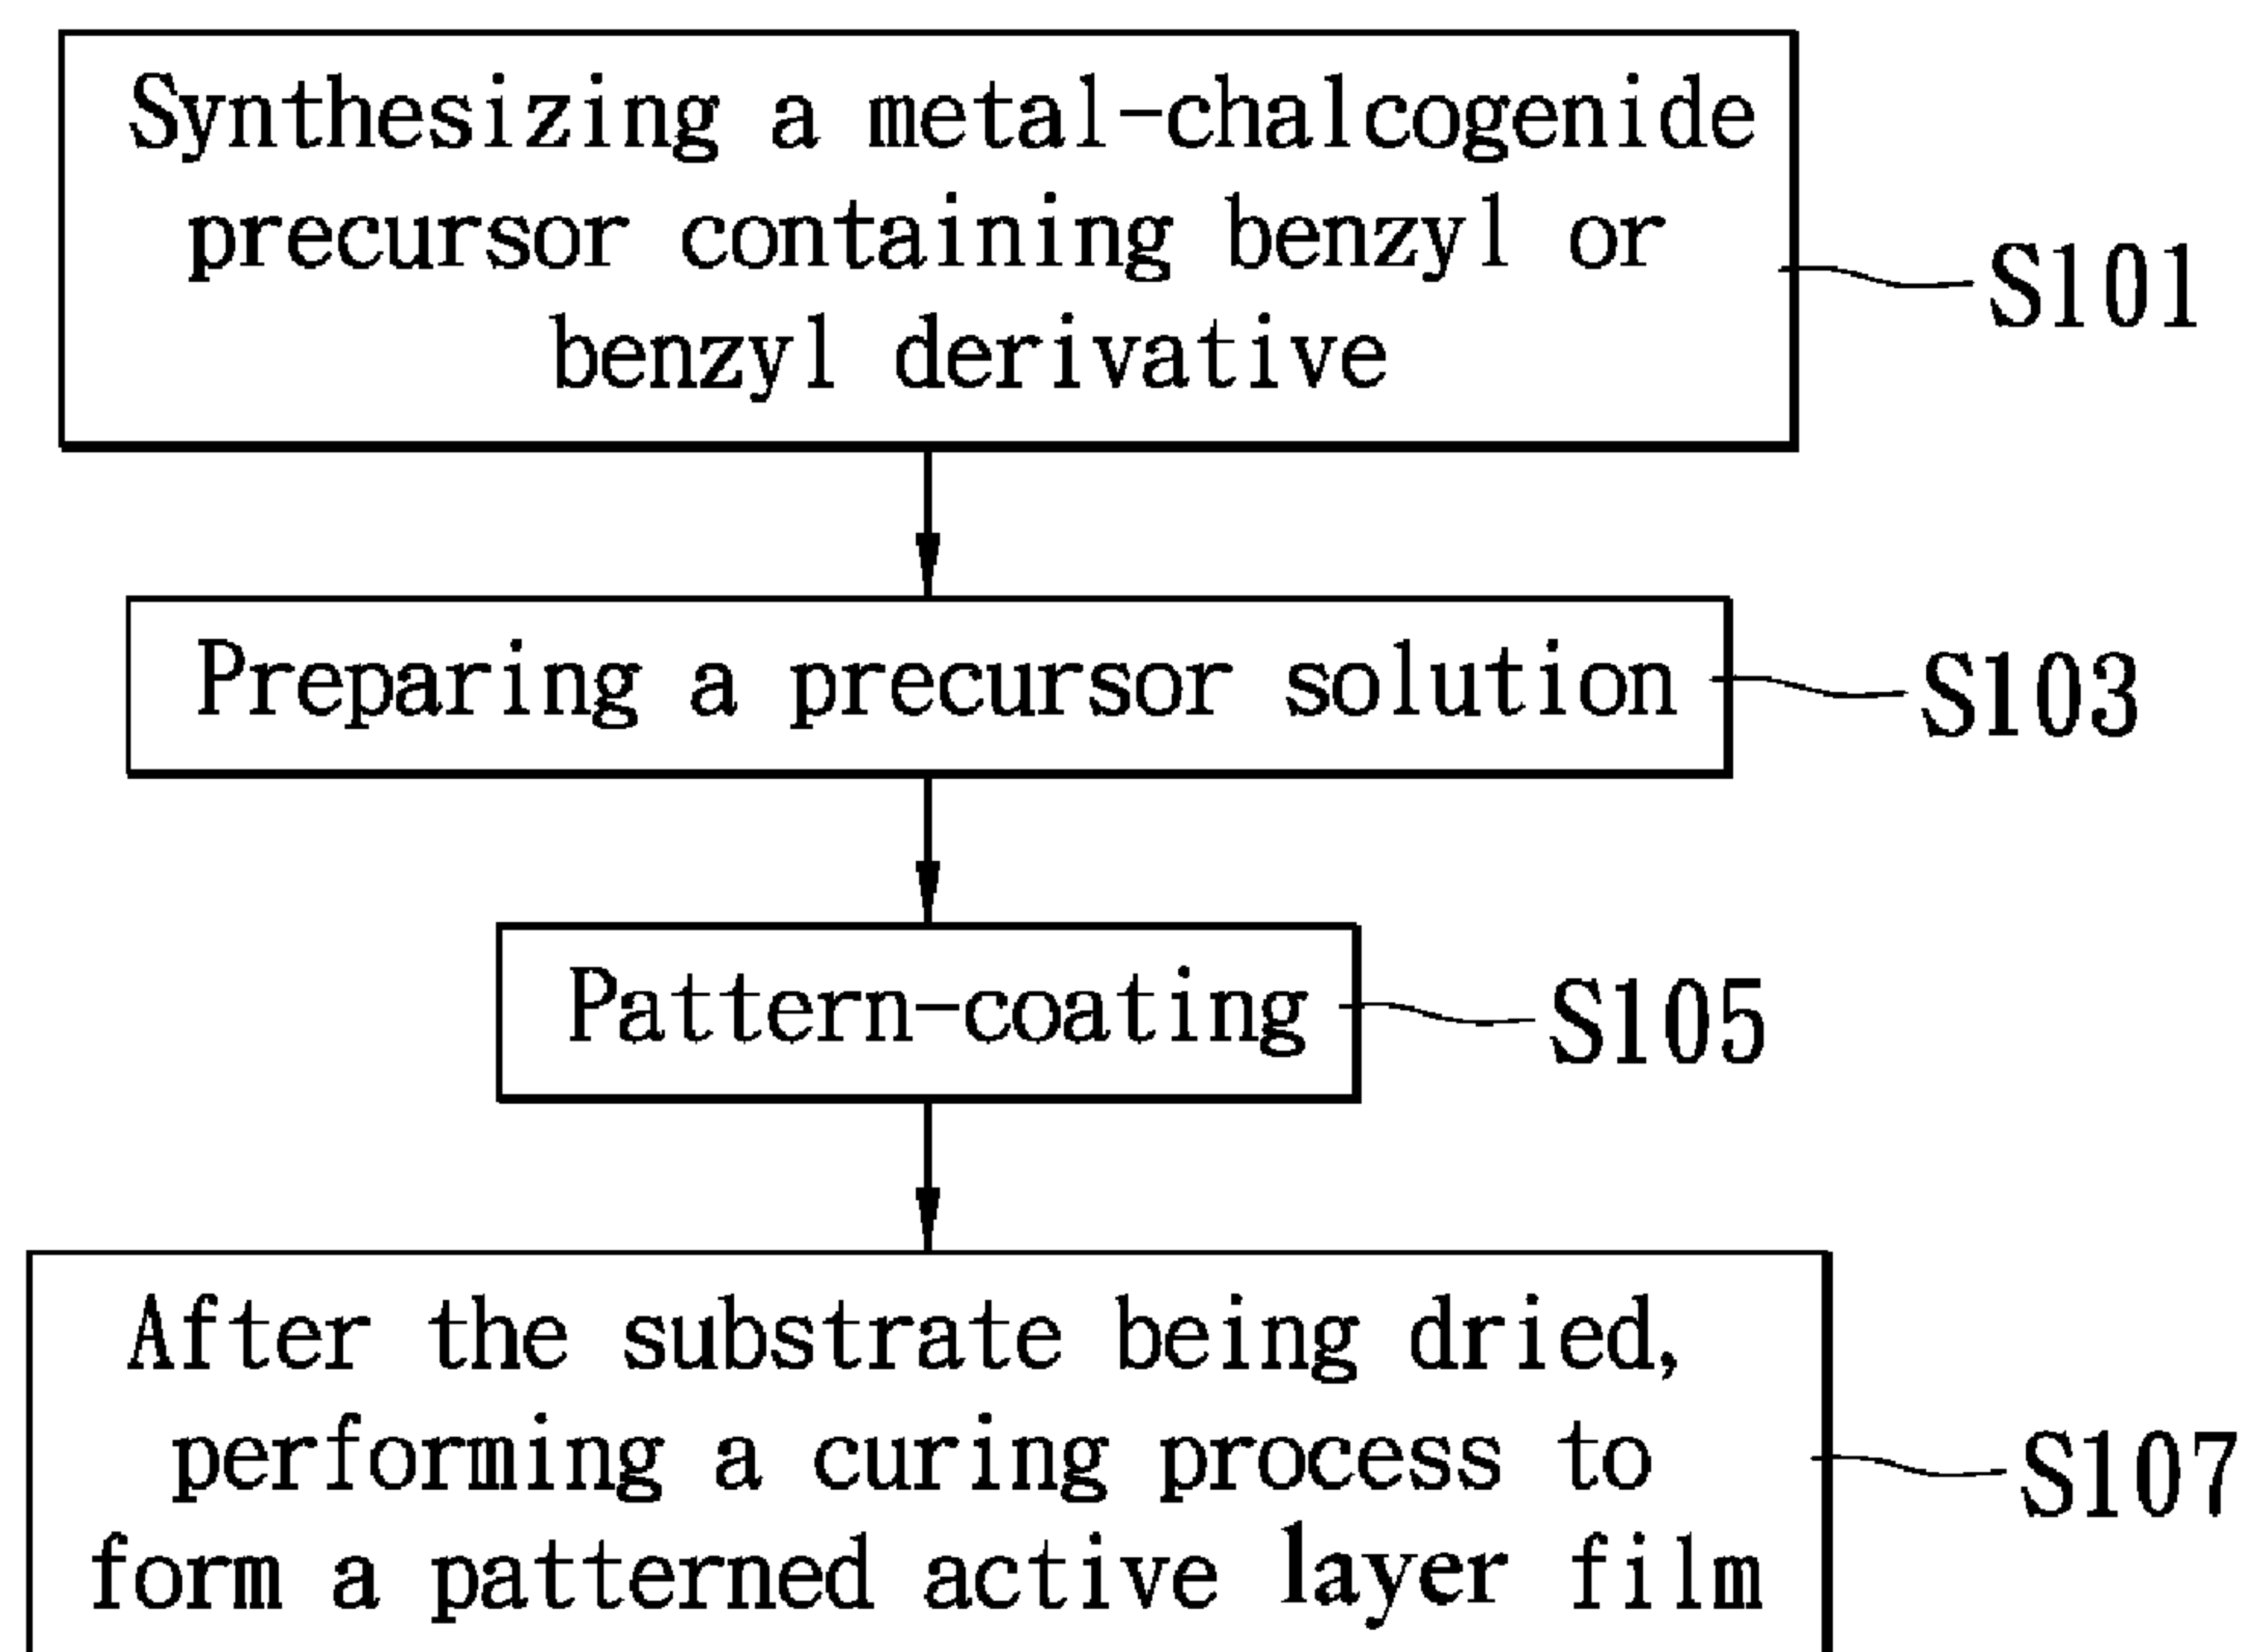 Synthesizing a metal-chalcogenide
precursor containing benzyl or
benzyl derivative
S101
Preparing a precursor solution
S103
Pattern-coating
S105
After the substrate being dried,
performing a curing process to
form a patterned active layer film
S107